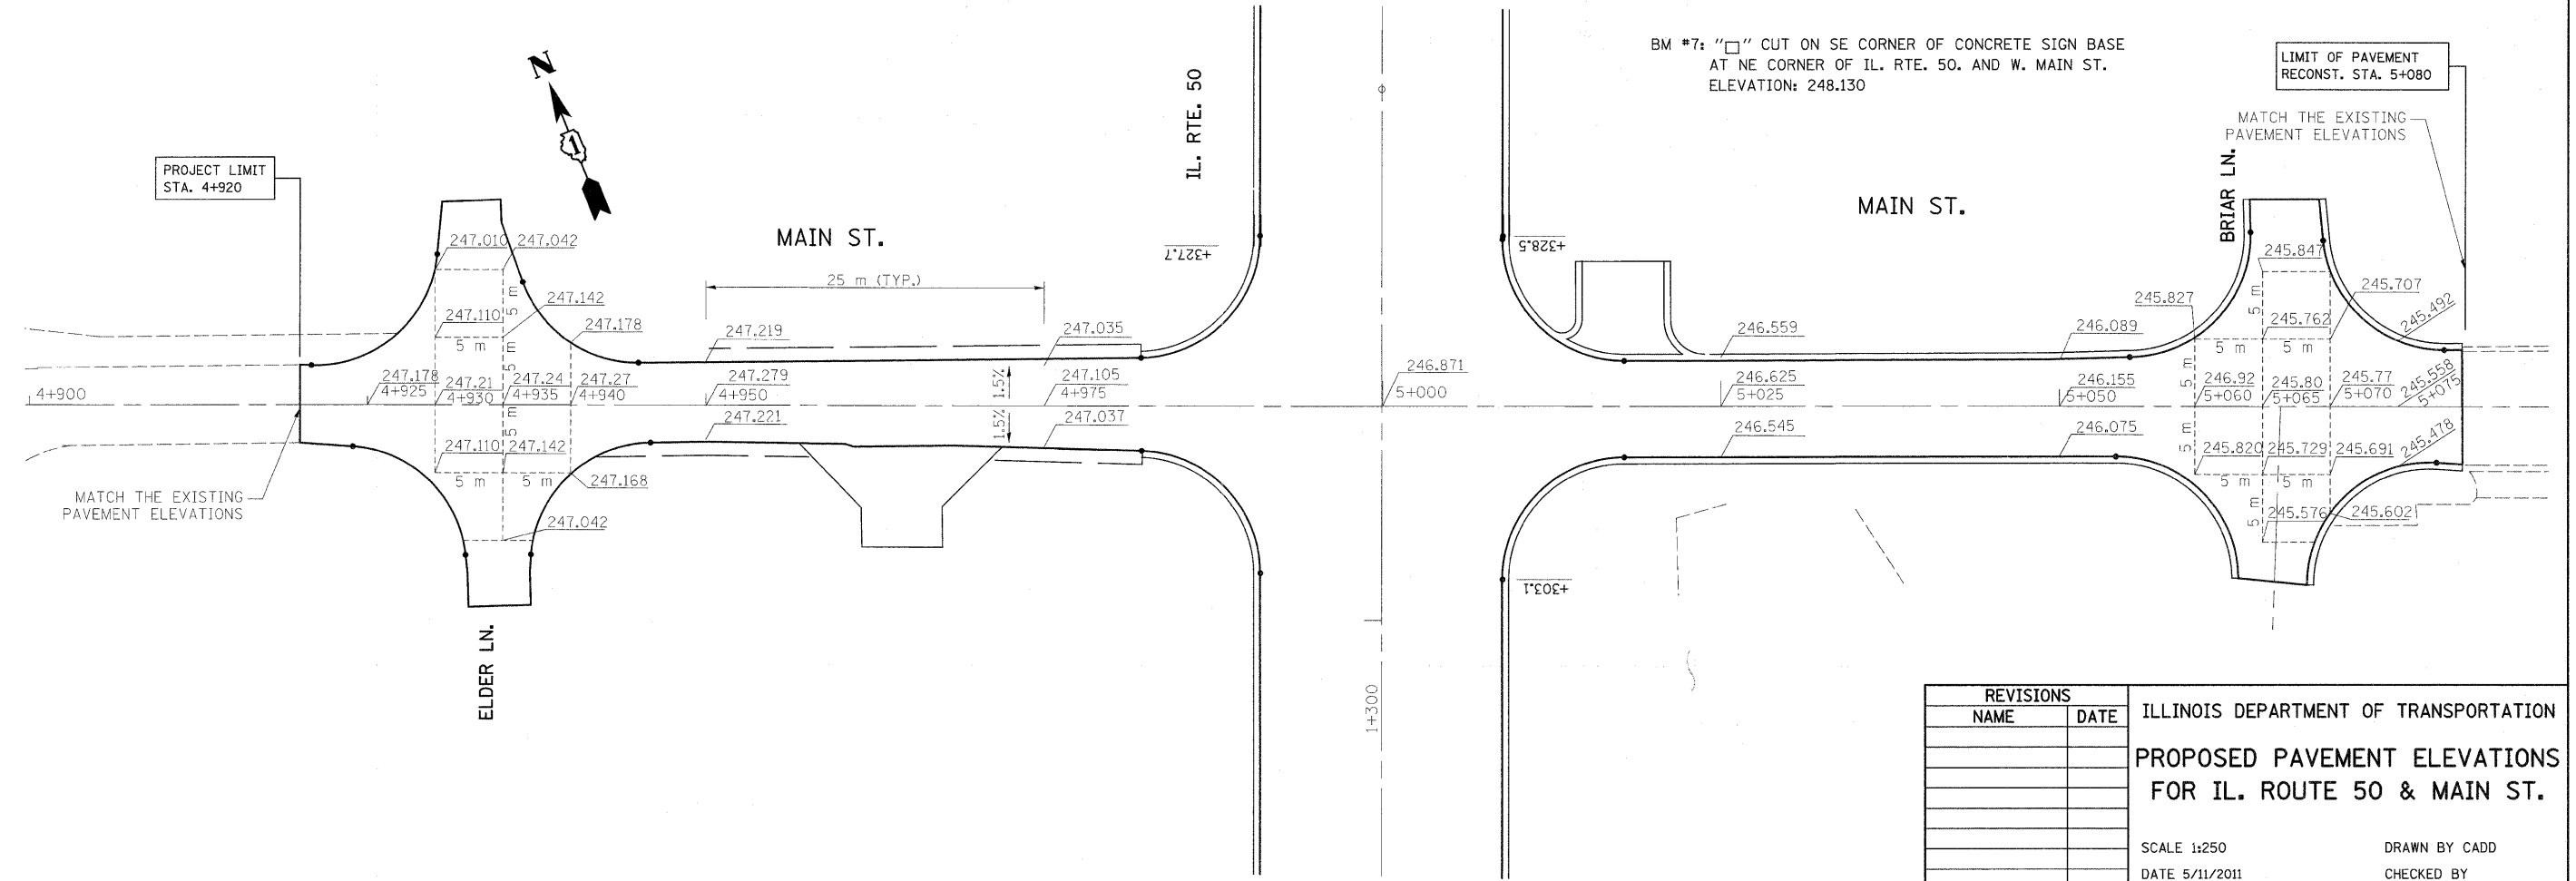 BM #7: "□" CUT ON SE CORNER OF CONCRETE SIGN BASE
AT NE CORNER OF IL. RTE. 50. AND W. MAIN ST.
ELEVATION: 248.130
LIMIT OF PAVEMENT
RECONST. STA. 5+080
MATCH THE EXISTING
PAVEMENT ELEVATIONS
PROJECT LIMIT
STA. 4+920
N
1
IL. RTE. 50
MAIN ST.
MAIN ST.
BRIAR LN.
25 m (TYP.)
+327.7
+328.5
247.010
247.042
247.142
247.110
247.178
5 m
5 m
5 m
247.219
247.035
246.559
246.089
245.827
245.847
245.762
245.707
245.492
5 m
5 m
5 m
4+900
247.178
4+925
247.21
4+930
247.24
4+935
247.27
4+940
247.279
4+950
1.5%
247.105
4+975
246.871
5+000
246.625
5+025
246.155
5+050
5 m
246.92
5+060
245.80
5+065
245.77
5+070
245.558
5+075
5 m
247.110
247.142
247.221
1.5%
247.037
246.545
246.075
5 m
245.820
245.729
245.691
245.478
5 m
5 m
247.168
5 m
5 m
247.042
5 m
245.576
245.602
MATCH THE EXISTING
PAVEMENT ELEVATIONS
+303.1
ELDER LN.
1+300
REVISIONS
NAME
DATE
ILLINOIS DEPARTMENT OF TRANSPORTATION
PROPOSED PAVEMENT ELEVATIONS
FOR IL. ROUTE 50 & MAIN ST.
SCALE 1:250
DRAWN BY CADD
DATE 5/11/2011
CHECKED BY